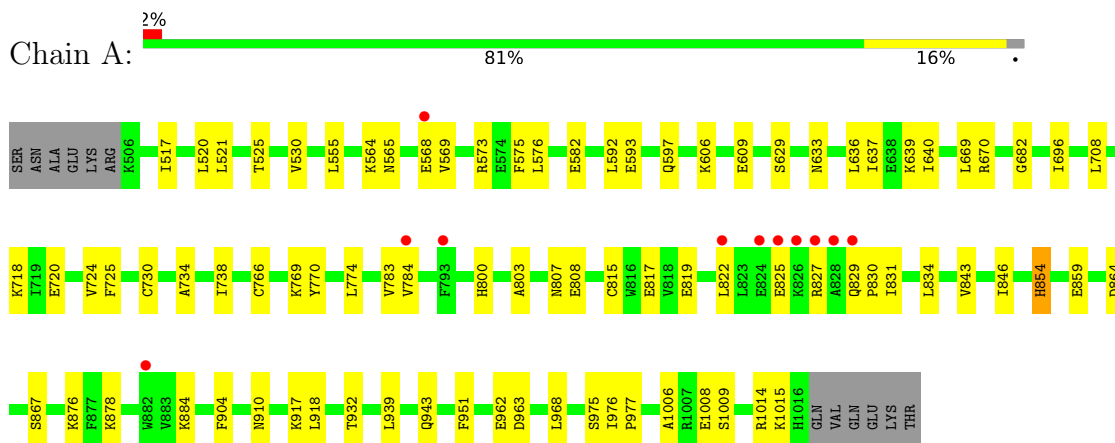 2%
Chain A:
81% 16% •
SER ASN ALA GLU LYS ARG K506 I517 L520 L521 T525 V530 L555 K564 N565 E568 V569 R573 E574 F575 L576 E582 L592 E593 Q597 K606 E609 S629 N633 L636 I637 E638 K639 I640 L669 R670 G682 I696 L708
K718 I719 E720 V724 F725 C730 A734 I738 C766 K769 Y770 L774 V783 V784 F793 H800 A803 N807 E808 C815 W816 E817 V818 E819 L822 L823 E824 E825 K826 R827 A828 Q829 P830 I831 L834 V843 I846 H854 E859 D864
S867 K876 F877 K878 W882 V883 K884 F904 N910 K917 L918 T932 L939 Q943 F951 E962 D963 L968 S975 I976 P977 A1006 R1007 E1008 S1009 R1014 K1015 H1016 GLN VAL GLN GLU LYS THR